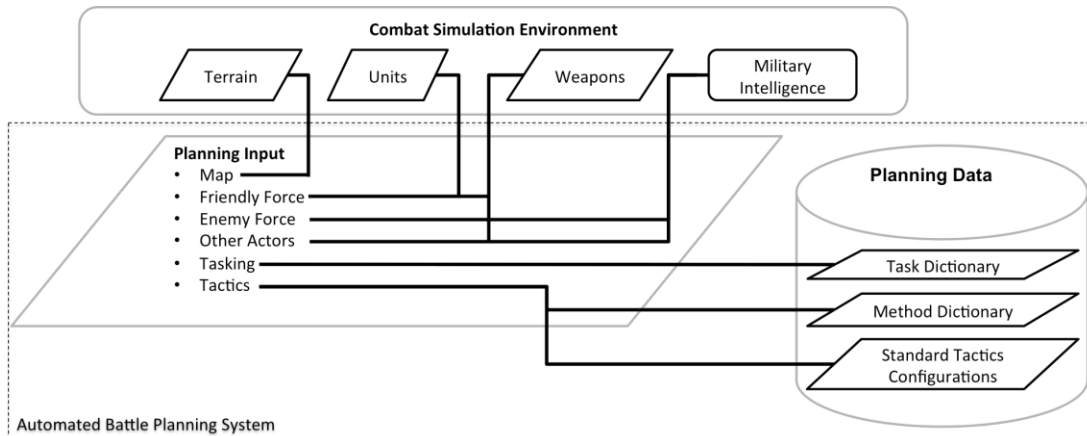 Combat Simulation Environment
Terrain
Units
Weapons
Military
Intelligence
Planning Input
• Map
• Friendly Force
• Enemy Force
• Other Actors
• Tasking
• Tactics
Planning Data
Task Dictionary
Method Dictionary
Standard Tactics
Configurations
Automated Battle Planning System